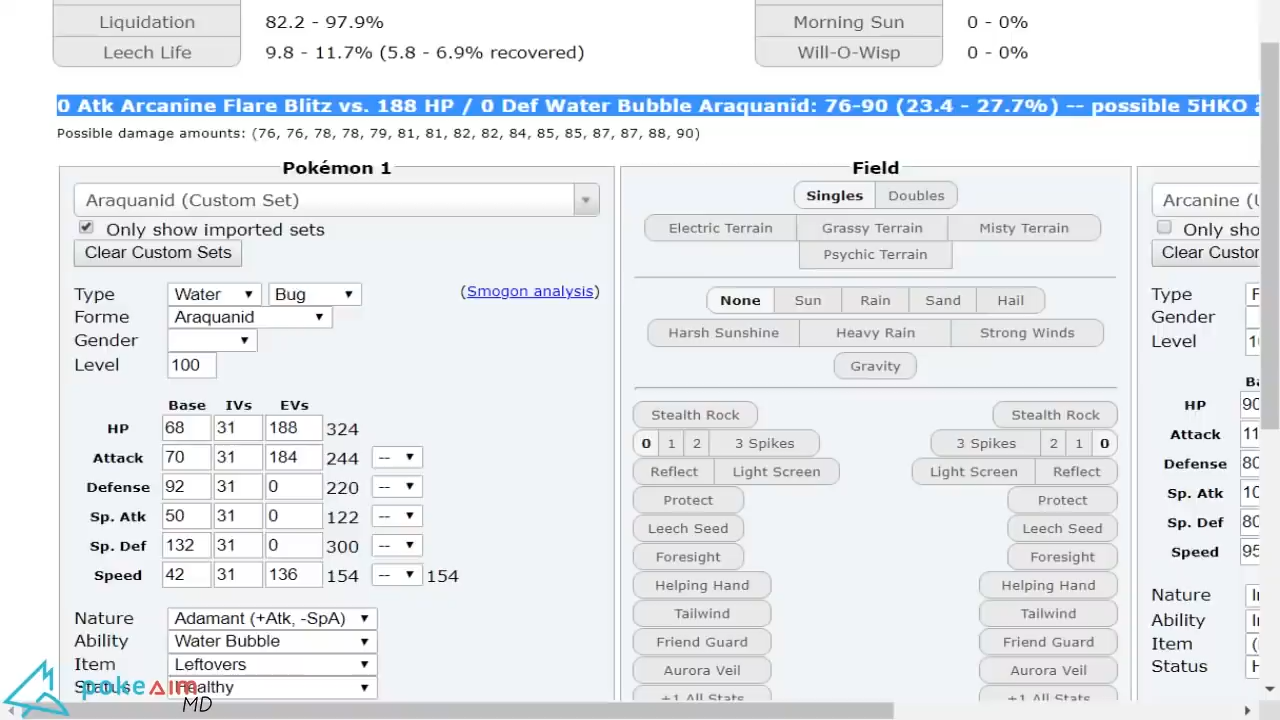 Liquidation 82.2 - 97.9% Morning Sun 0 - 0%
Leech Life 9.8 - 11.7% (5.8 - 6.9% recovered) Will-O-Wisp 0 - 0%
0 Atk Arcanine Flare Blitz vs. 188 HP / 0 Def Water Bubble Araquanid: 76-90 (23.4 - 27.7%) -- possible 5HKO
Possible damage amounts: (76, 76, 78, 78, 79, 81, 81, 82, 82, 84, 85, 85, 87, 87, 88, 90)
Pokémon 1
Araquanid (Custom Set)
Only show imported sets
Clear Custom Sets
Type Water Bug (Smogon analysis)
Forme Araquanid
Gender
Level 100
Base IVs EVs
HP 68 31 188 324
Attack 70 31 184 244 --
Defense 92 31 0 220 --
Sp. Atk 50 31 0 122 --
Sp. Def 132 31 0 300 --
Speed 42 31 136 154 -- 154
Nature Adamant (+Atk, -SpA)
Ability Water Bubble
Item Leftovers
Status Healthy
pokeaim
MD
Field
Singles Doubles
Electric Terrain Grassy Terrain Misty Terrain
Psychic Terrain
None Sun Rain Sand Hail
Harsh Sunshine Heavy Rain Strong Winds
Gravity
Stealth Rock Stealth Rock
0 1 2 3 Spikes 3 Spikes 2 1 0
Reflect Light Screen Light Screen Reflect
Protect Protect
Leech Seed Leech Seed
Foresight Foresight
Helping Hand Helping Hand
Tailwind Tailwind
Friend Guard Friend Guard
Aurora Veil Aurora Veil
+1 All Stats +1 All Stats
Arcanine (
Only sho
Clear Custor
Type
Gender
Level
HP 90
Attack 11
Defense 80
Sp. Atk 10
Sp. Def 80
Speed 95
Nature
Ability
Item
Status